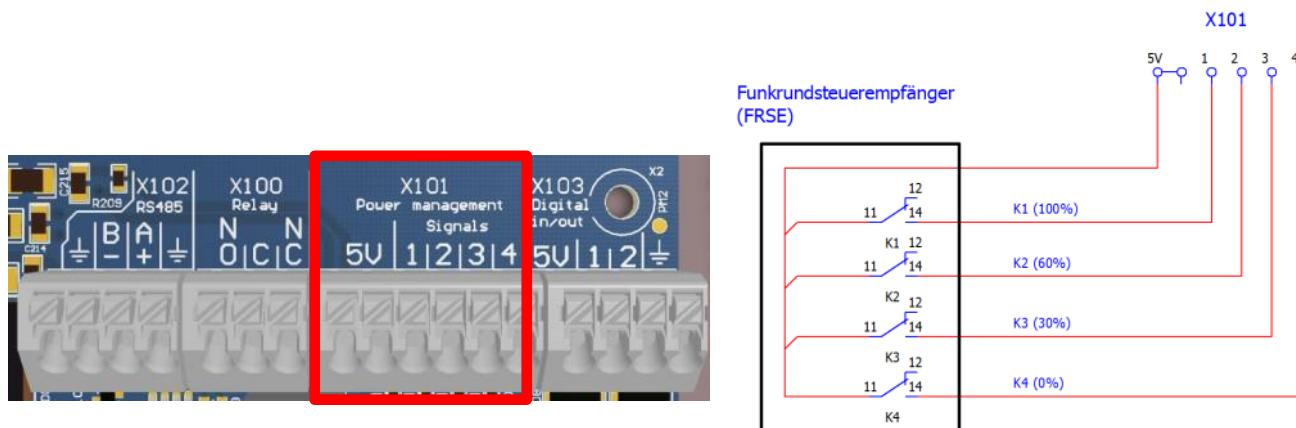 X101
5V 1 2 3 4
Funkrundsteuerempfänger
(FRSE)
12
11 14 K1 (100%)
K1 12
11 14 K2 (60%)
K2 12
11 14 K3 (30%)
K3 12
11 14 K4 (0%)
K4
C215
R209
C214
X102
RS485
B A
- +
X100
Relay
N N
O C C
X101
Power management
Signals
5V 1 2 3 4
X103
Digital
in/out
5V 1 2
X2
PM12